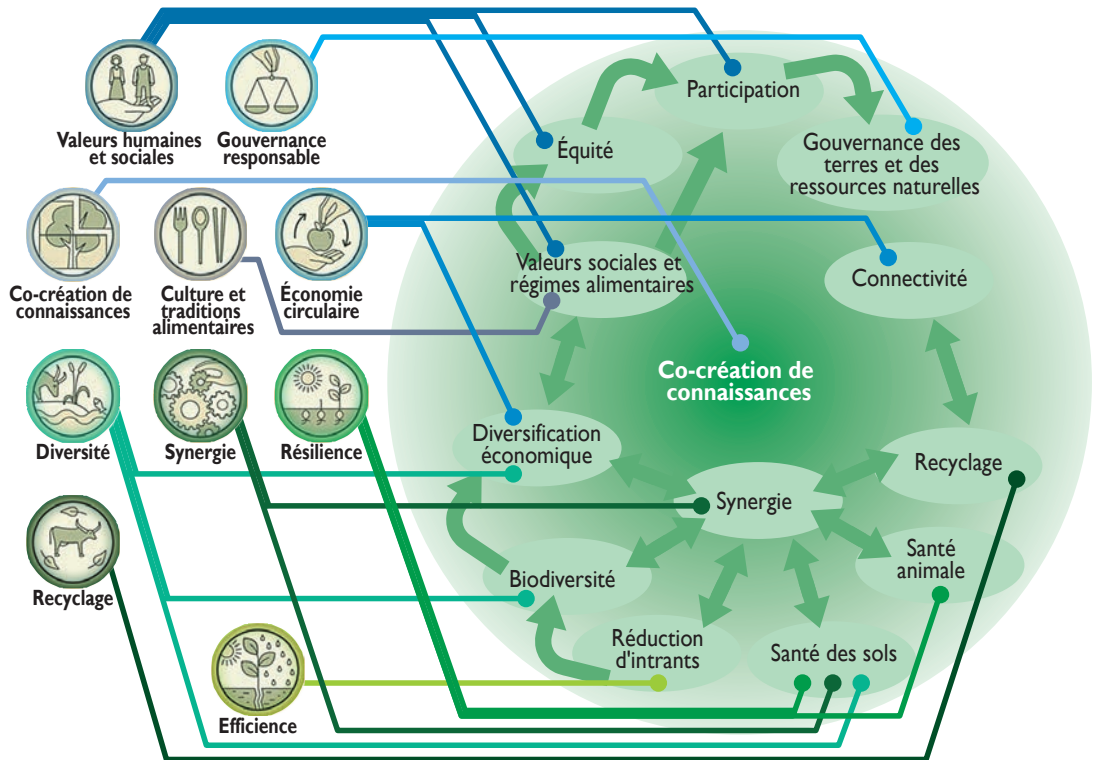 Valeurs humaines
et sociales
Gouvernance
responsable
Co-création de
connaissances
Culture et
traditions
alimentaires
Économie
circulaire
Diversité
Synergie
Résilience
Recyclage
Efficience
Participation
Équité
Gouvernance des
terres et des
ressources naturelles
Valeurs sociales et
régimes alimentaires
Connectivité
Co-création de
connaissances
Diversification
économique
Recyclage
Synergie
Santé
animale
Biodiversité
Réduction
d'intrants
Santé des sols